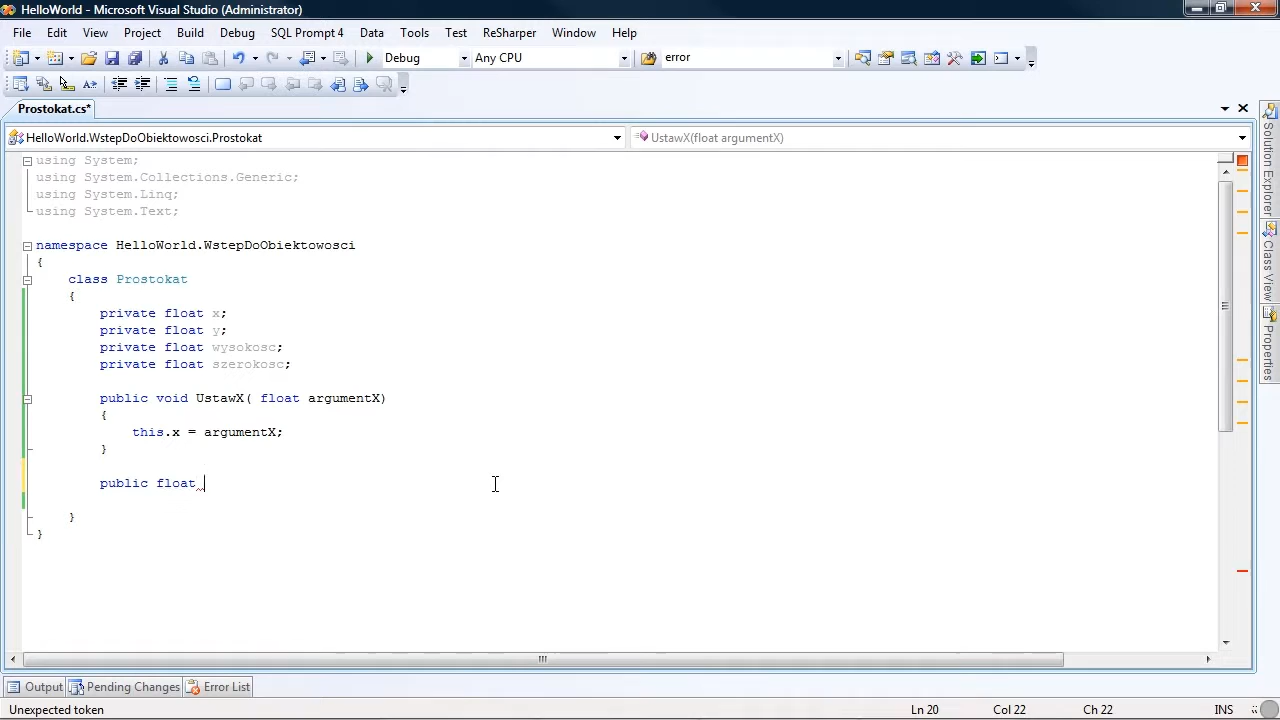 HelloWorld - Microsoft Visual Studio (Administrator)
File Edit View Project Build Debug SQL Prompt 4 Data Tools Test ReSharper Window Help
Debug Any CPU error
Prostokat.cs*
HelloWorld.WstepDoObiektowosci.Prostokat UstawX(float argumentX)
using System;
using System.Collections.Generic;
using System.Linq;
using System.Text;
namespace HelloWorld.WstepDoObiektowosci
{
class Prostokat
{
private float x;
private float y;
private float wysokosc;
private float szerokosc;
public void UstawX( float argumentX)
{
this.x = argumentX;
}
public float
}
}
Solution Explorer
Class View
Properties
Output Pending Changes Error List
Unexpected token Ln 20 Col 22 Ch 22 INS